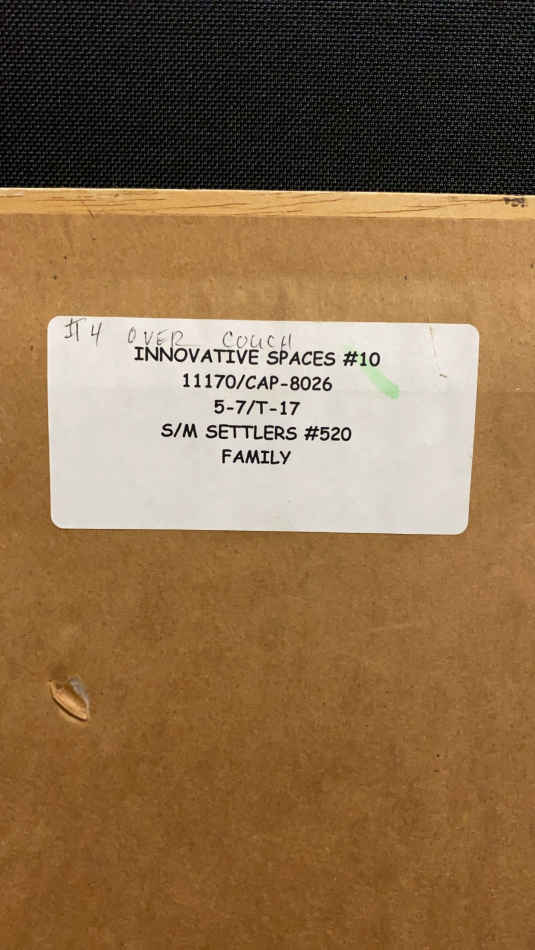 #4 OVER COUCH
INNOVATIVE SPACES #10
11170/CAP-8026
5-7/T-17
S/M SETTLERS #520
FAMILY